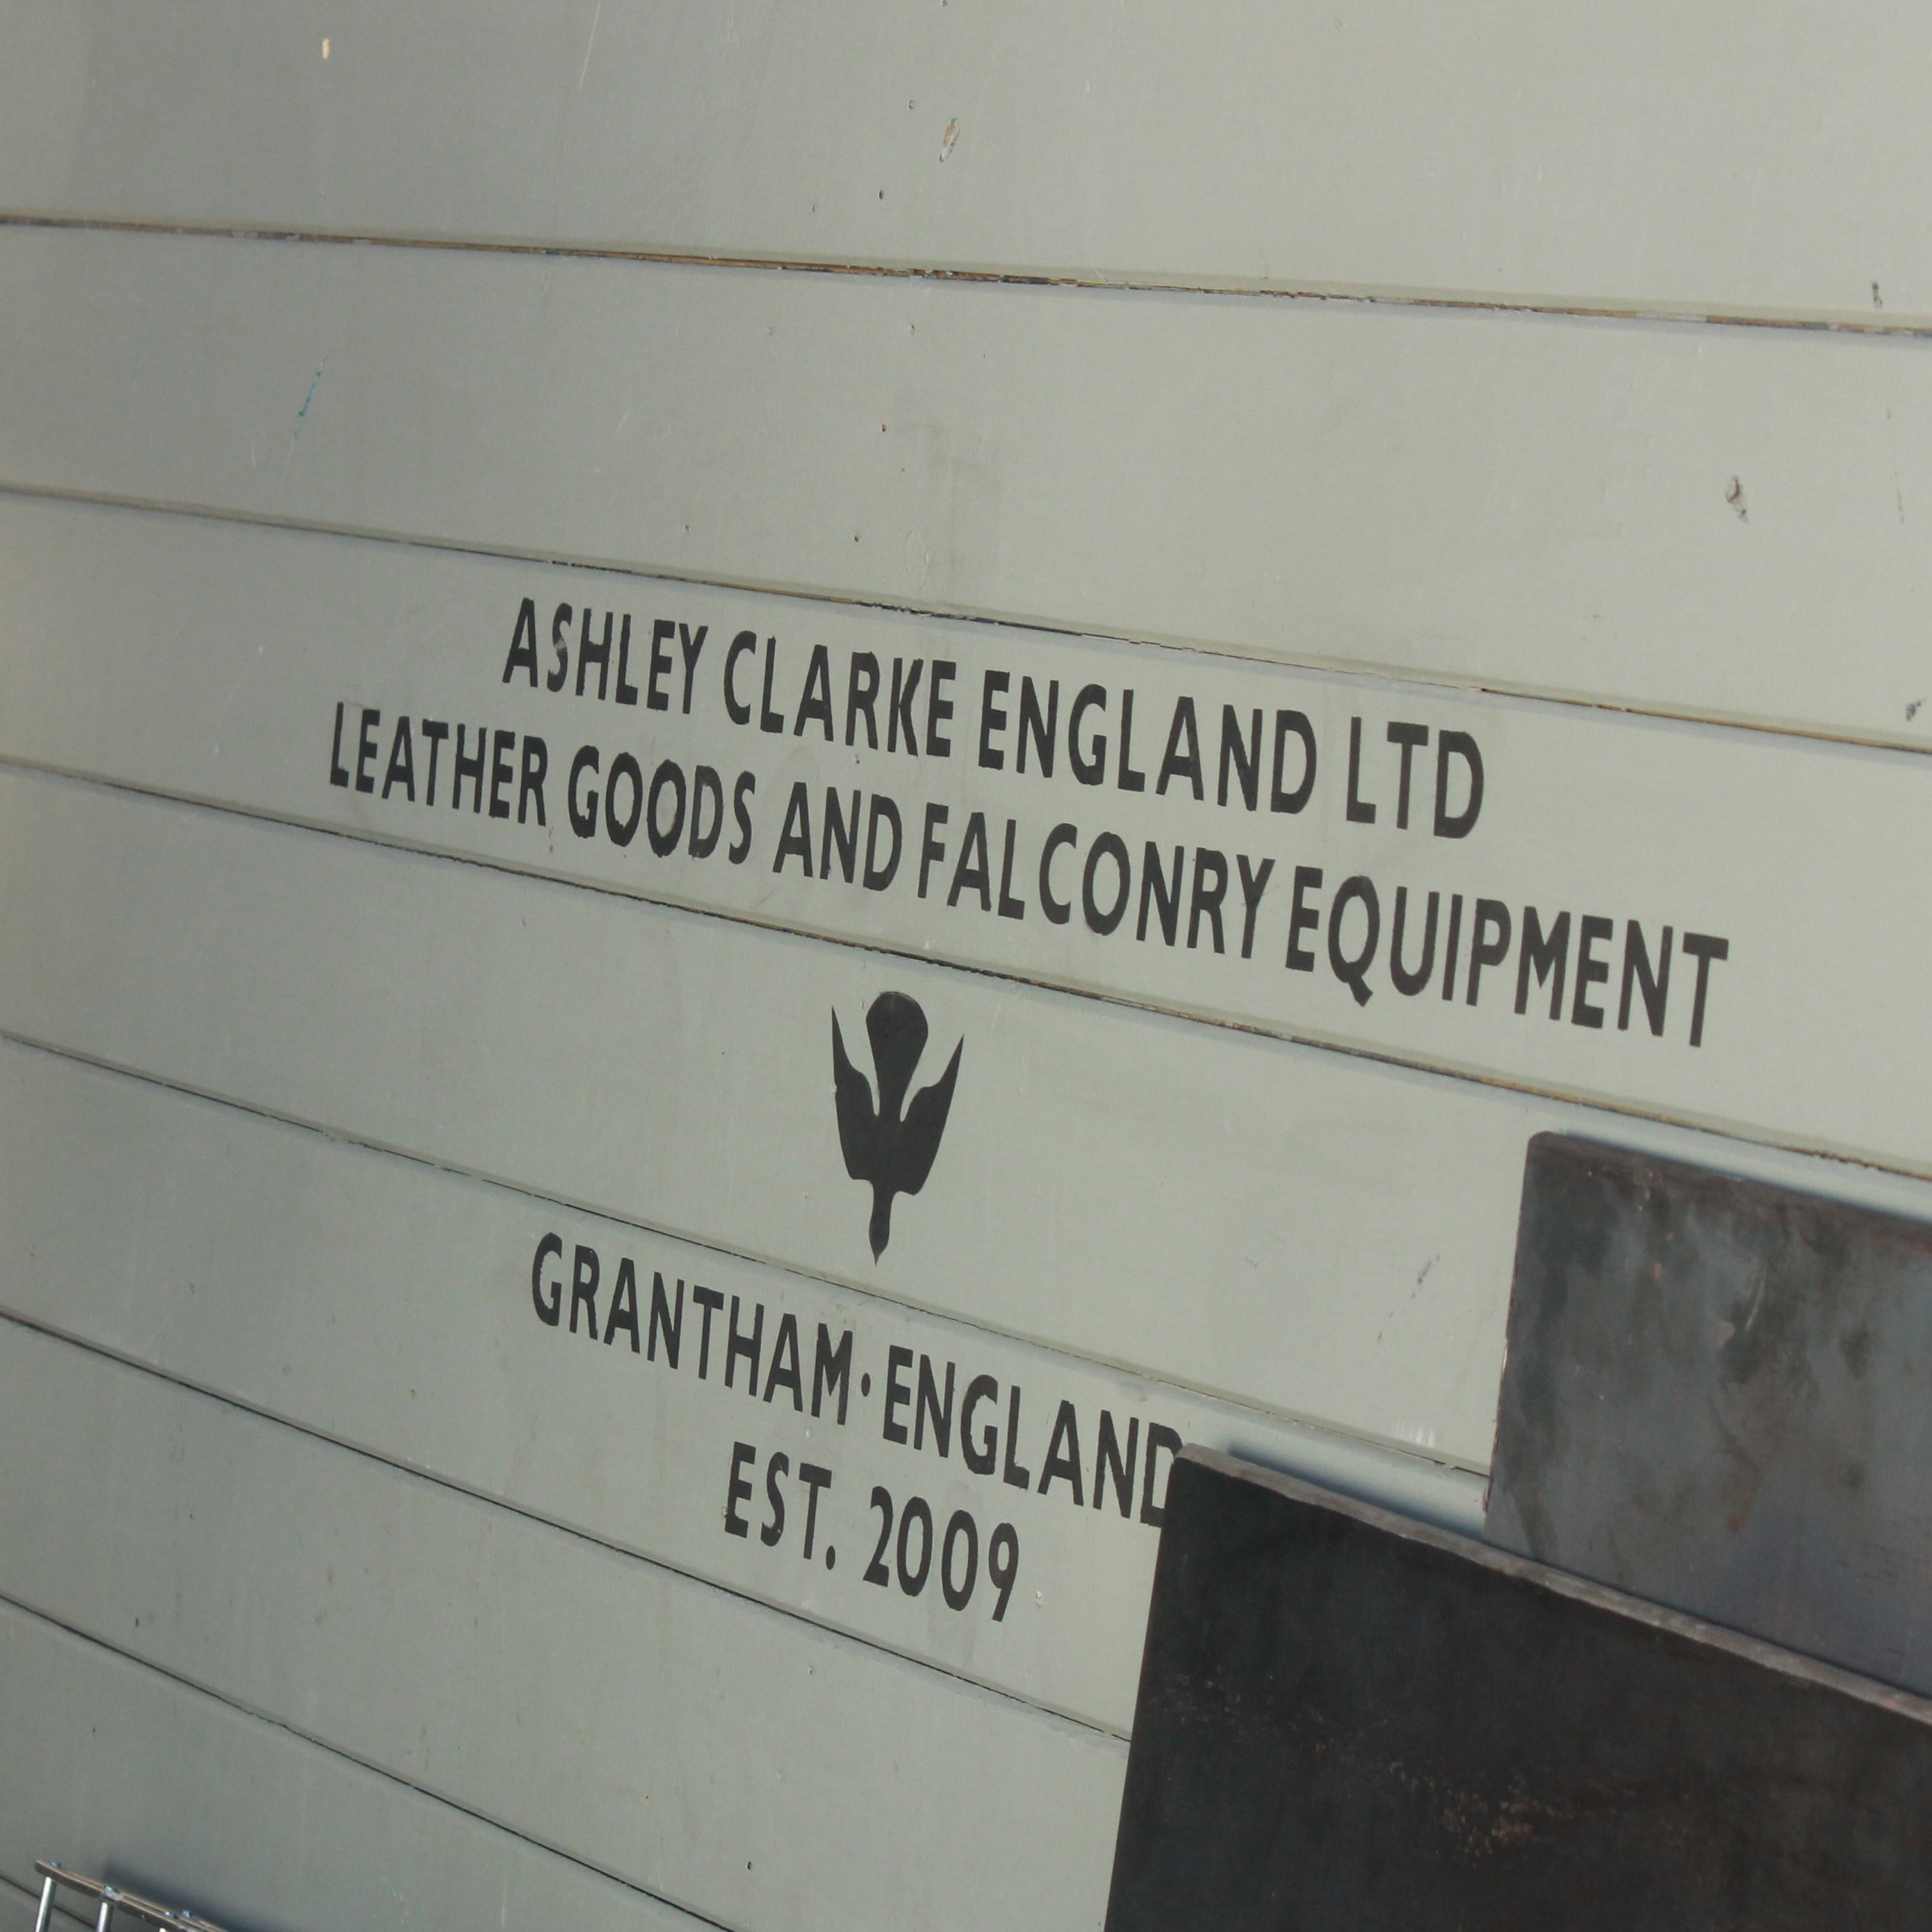 ASHLEY CLARKE ENGLAND LTD
LEATHER GOODS AND FALCONRY EQUIPMENT
GRANTHAM·ENGLAND
EST. 2009